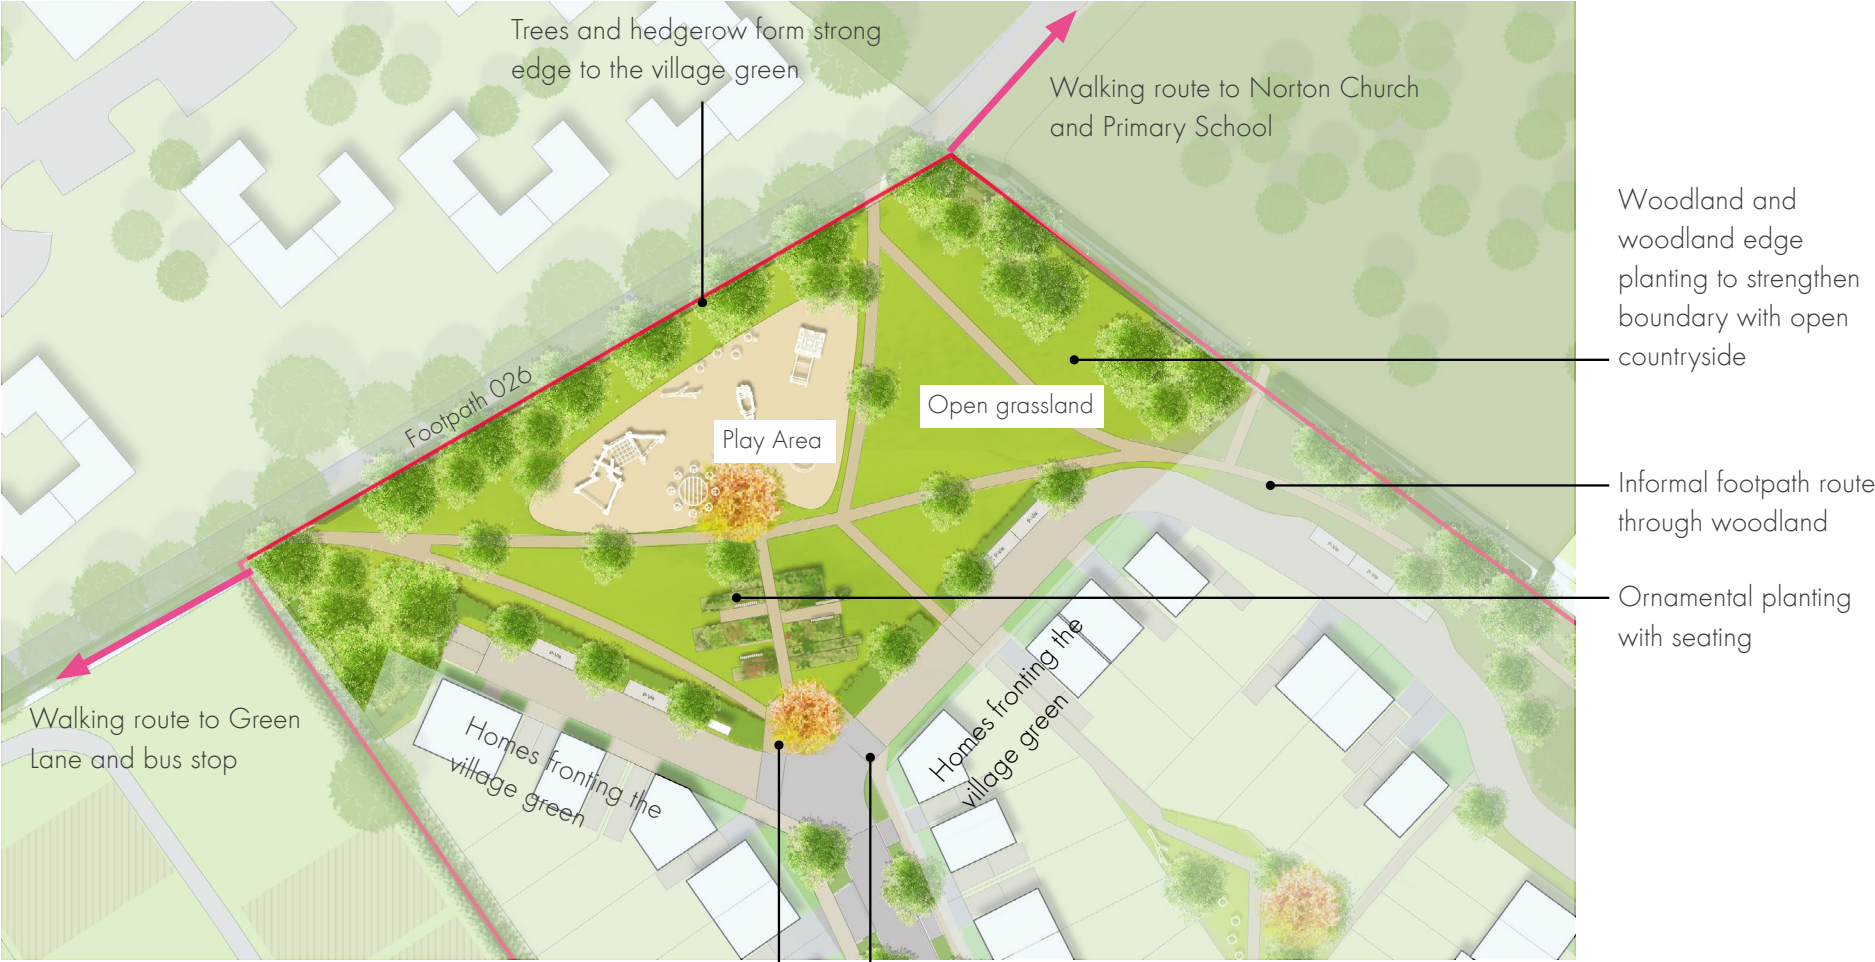 Trees and hedgerow form strong
edge to the village green
Walking route to Norton Church
and Primary School
Woodland and
woodland edge
planting to strengthen
boundary with open
countryside
Footpath 026
Open grassland
Play Area
Informal footpath route
through woodland
Ornamental planting
with seating
Walking route to Green
Lane and bus stop
Homes fronting the
village green
Homes fronting the
village green